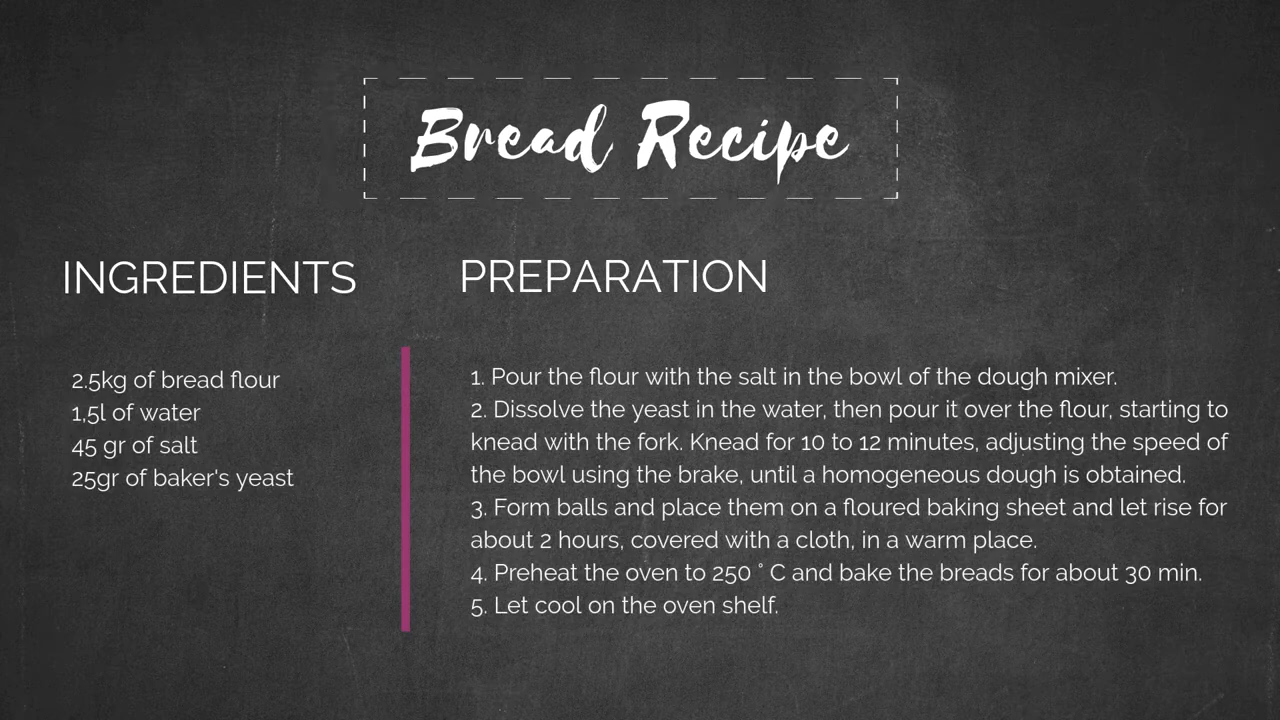 Bread Recipe
INGREDIENTS
2.5kg of bread flour
1,5l of water
45 gr of salt
25gr of baker's yeast
PREPARATION
1. Pour the flour with the salt in the bowl of the dough mixer.
2. Dissolve the yeast in the water, then pour it over the flour, starting to
knead with the fork. Knead for 10 to 12 minutes, adjusting the speed of
the bowl using the brake, until a homogeneous dough is obtained.
3. Form balls and place them on a floured baking sheet and let rise for
about 2 hours, covered with a cloth, in a warm place.
4. Preheat the oven to 250 ° C and bake the breads for about 30 min.
5. Let cool on the oven shelf.